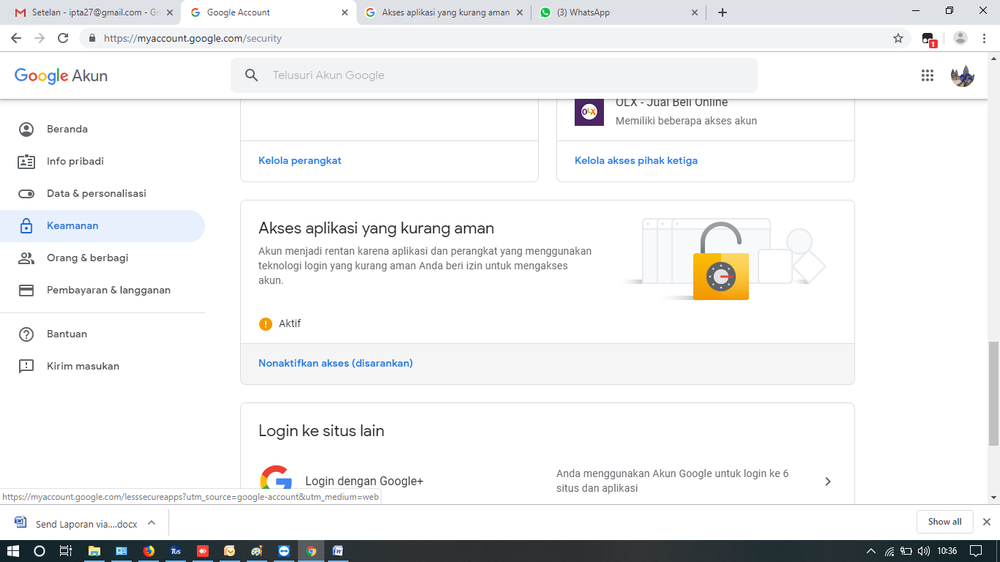 Setelan - ipta27@gmail.com - Gm
Google Account
Akses aplikasi yang kurang aman
(3) WhatsApp
https://myaccount.google.com/security
1
Google Akun
Telusuri Akun Google
Beranda
Info pribadi
Data & personalisasi
Keamanan
Orang & berbagi
Pembayaran & langganan
Bantuan
Kirim masukan
OLX
OLX - Jual Beli Online
Memiliki beberapa akses akun
Kelola perangkat
Kelola akses pihak ketiga
Akses aplikasi yang kurang aman
Akun menjadi rentan karena aplikasi dan perangkat yang menggunakan
teknologi login yang kurang aman Anda beri izin untuk mengakses
akun.
Aktif
Nonaktifkan akses (disarankan)
Login ke situs lain
Login dengan Google+
Anda menggunakan Akun Google untuk login ke 6
situs dan aplikasi
https://myaccount.google.com/lesssecureapps?utm_source=google-account&utm_medium=web
Send Laporan via....docx
Show all
Tus
10:36